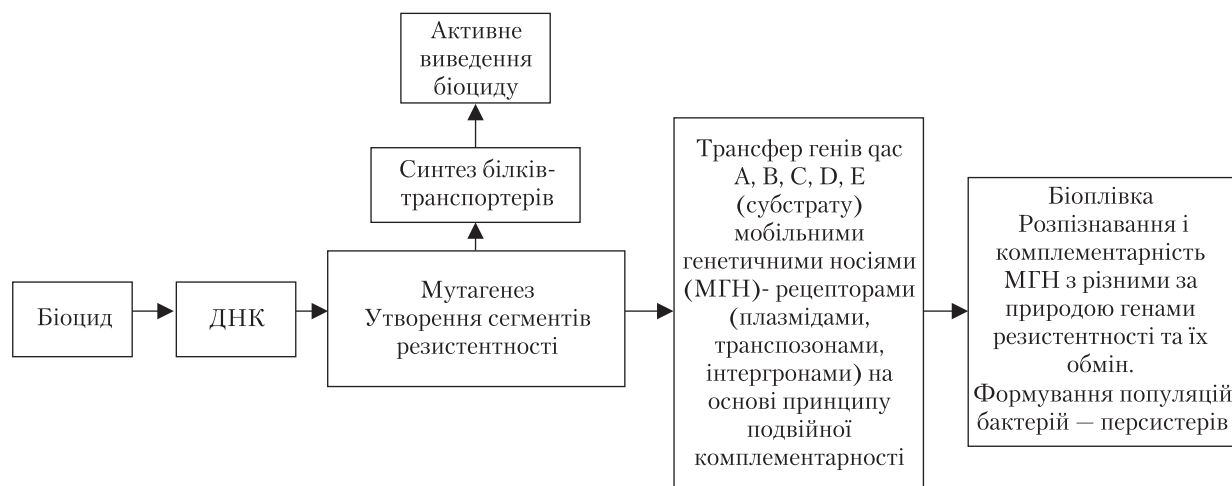 Активне
виведення
біоциду
Синтез білків-
транспортерів
Біоцид
ДНК
Мутагенез
Утворення сегментів
резистентності
Трансфер генів qac
A, B, C, D, E
(субстрату)
мобільними
генетичними носіями
(МГН)- рецепторами
(плазмідами,
транспозонами,
інтергронами) на
основі принципу
подвійної
комплементарності
Біоплівка
Розпізнавання і
комплементарність
МГН з різними за
природою генами
резистентності та їх
обмін.
Формування популяцій
бактерій — персистерів